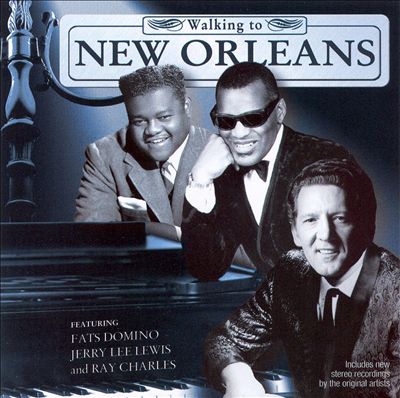 Walking to
NEW ORLEANS
FEATURING
FATS DOMINO
JERRY LEE LEWIS
and RAY CHARLES
Includes new
stereo recordings
by the original artists